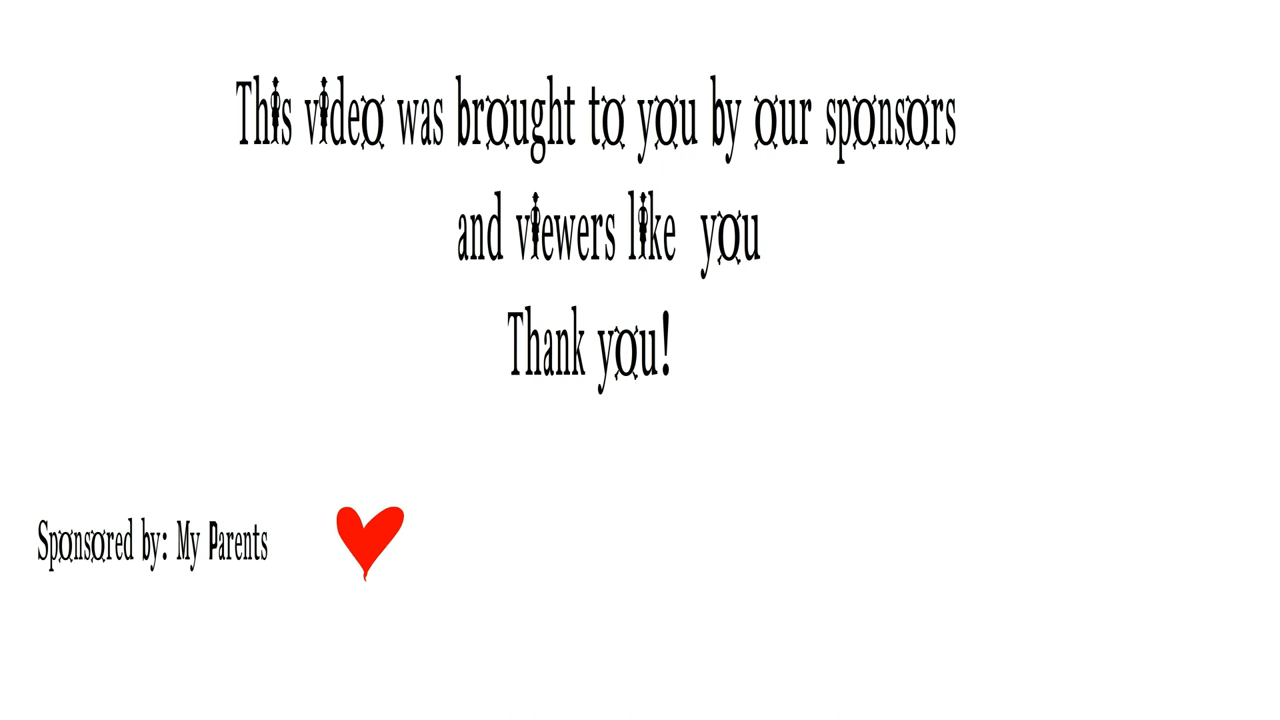 This video was brought to you by our sponsors
and viewers like you
Thank you!
Sponsored by: My Parents